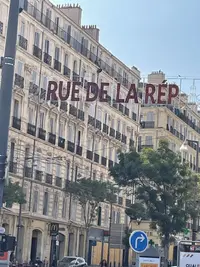 RUE DE LA RÉP